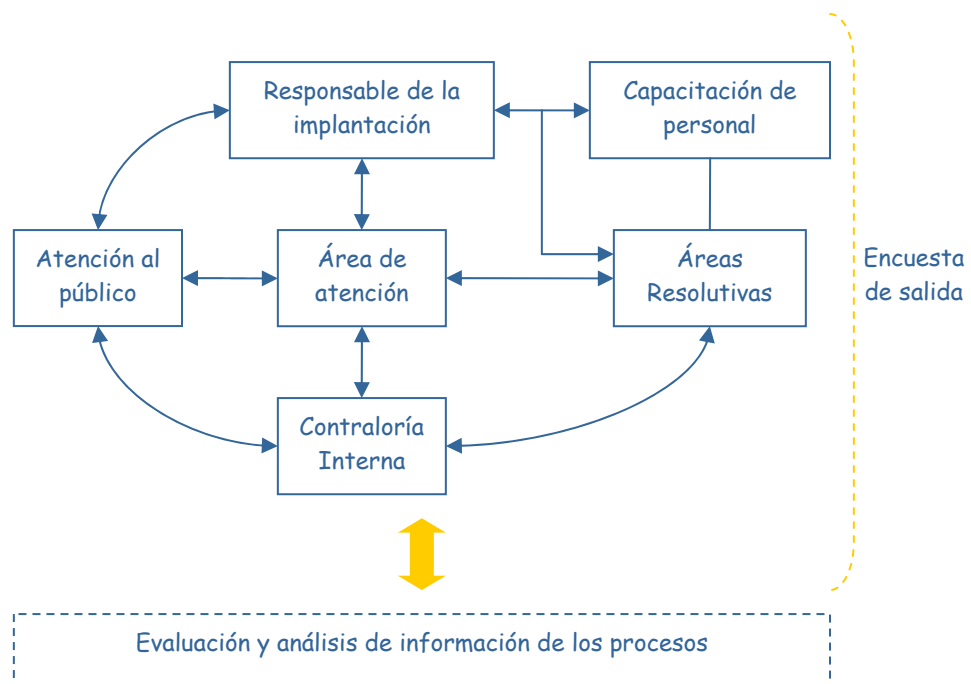 Responsable de la
implantación
Capacitación de
personal
Atención al
público
Área de
atención
Áreas
Resolutivas
Encuesta
de salida
Contraloría
Interna
Evaluación y análisis de información de los procesos